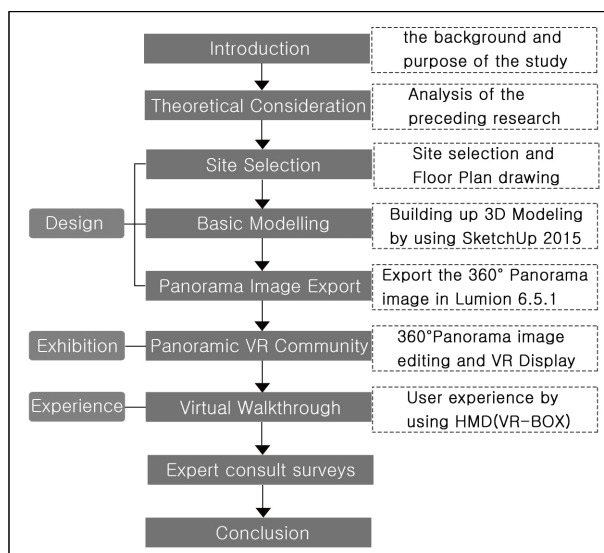 Introduction
the background and
purpose of the study
Theoretical Consideration
Analysis of the
preceding research
Site Selection
Site selection and
Floor Plan drawing
Design
Basic Modelling
Building up 3D Modeling
by using SketchUp 2015
Panorama Image Export
Export the 360° Panorama
image in Lumion 6.5.1
Exhibition
Panoramic VR Community
360°Panorama image
editing and VR Display
Experience
Virtual Walkthrough
User experience by
using HMD(VR-BOX)
Expert consult surveys
Conclusion